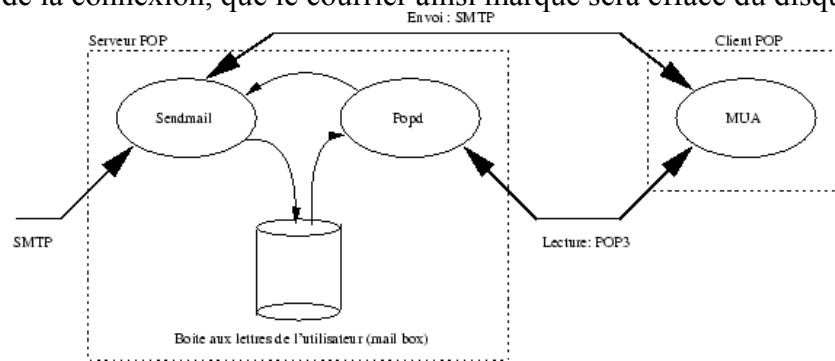 de la connexion, que le courrier ainsi marqué sera effacé du disqu
Envoi : SMTP
Serveur POP
Client POP
Sendmail
Popd
MUA
SMTP
Lecture: POP3
Boite aux lettres de l'utilisateur (mail box)